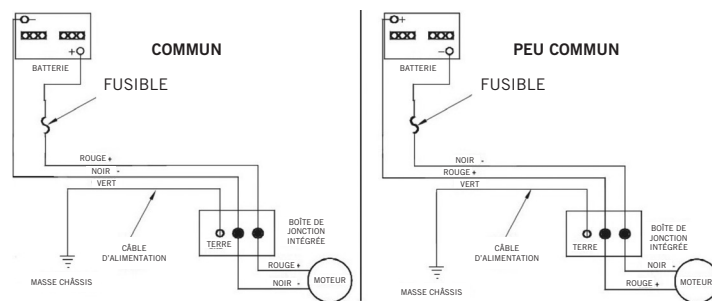 –
+
BATTERIE
COMMUN
FUSIBLE
ROUGE +
NOIR -
VERT
TERRE
BOÎTE DE
JONCTION
INTÉGRÉE
CÂBLE
D'ALIMENTATION
MASSE CHÂSSIS
ROUGE +
NOIR -
MOTEUR
+
–
BATTERIE
PEU COMMUN
FUSIBLE
NOIR -
ROUGE +
VERT
TERRE
BOÎTE DE
JONCTION
INTÉGRÉE
CÂBLE
D'ALIMENTATION
MASSE CHÂSSIS
NOIR -
ROUGE +
MOTEUR